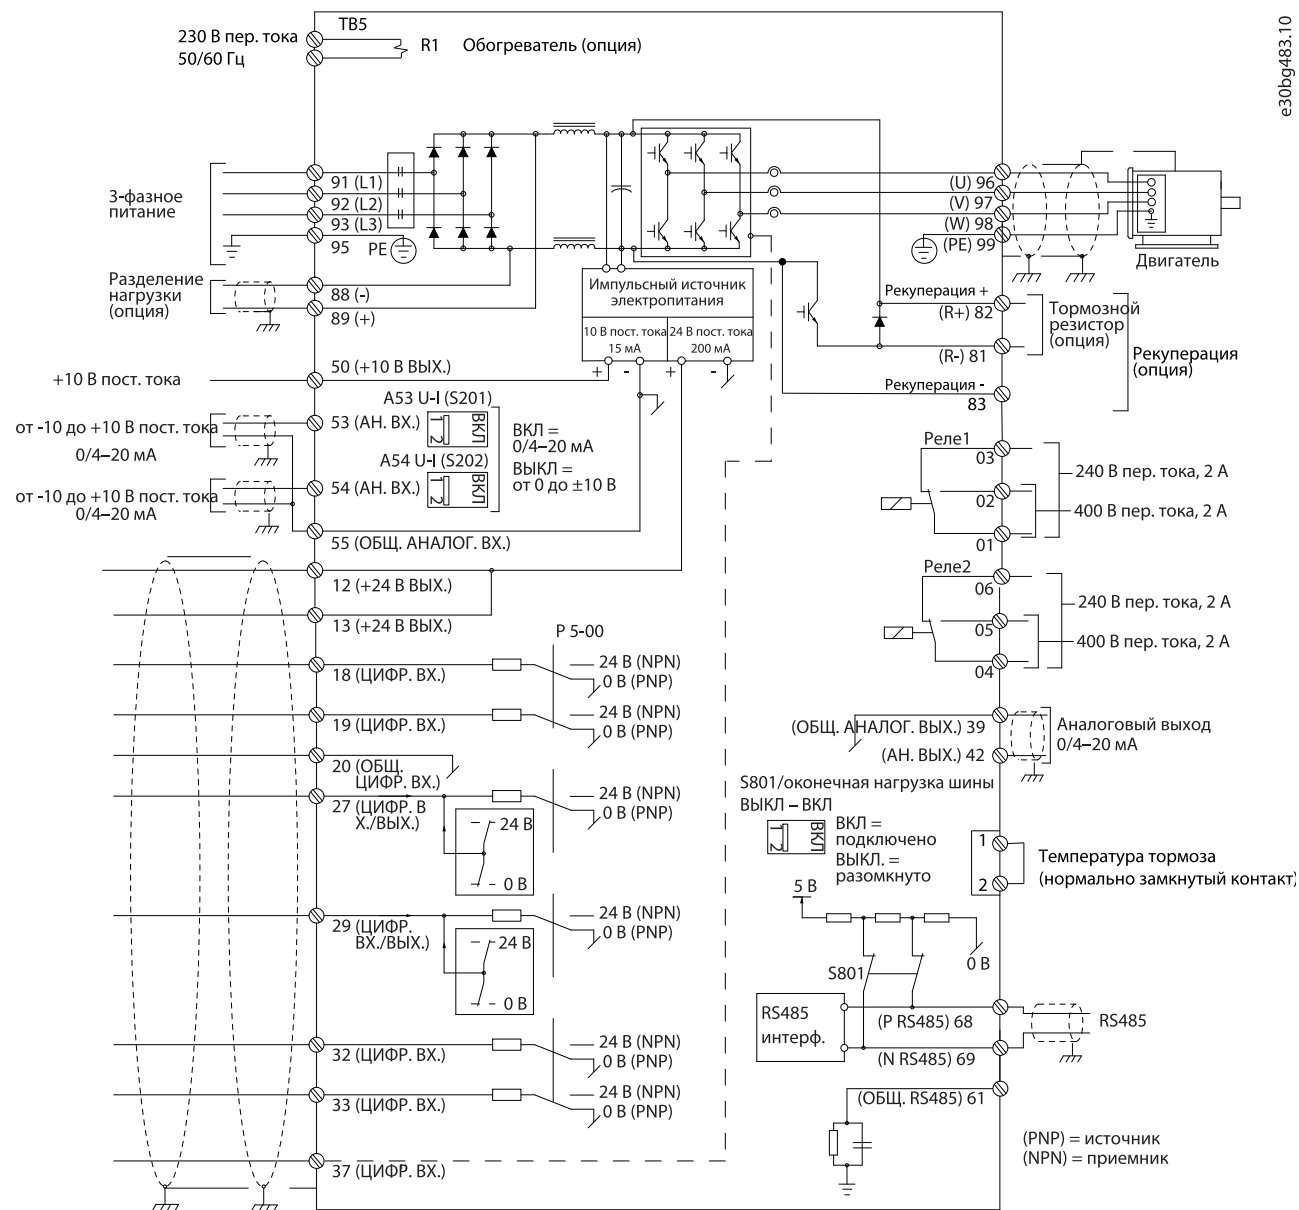 e30bg483.10
TB5
230 В пер. тока
50/60 Гц
R1
Обогреватель (опция)
3-фазное
питание
91 (L1)
92 (L2)
93 (L3)
95
PE
(U) 96
(V) 97
(W) 98
(PE) 99
Двигатель
Разделение
нагрузки
(опция)
88 (-)
89 (+)
Импульсный источник
электропитания
10 В пост. тока
15 мА
24 В пост. тока
200 мА
+ - + -
Рекуперация +
(R+) 82
(R-) 81
Рекуперация -
83
Тормозной
резистор
(опция)
Рекуперация
(опция)
+10 В пост. тока
50 (+10 В ВЫХ.)
A53 U-I (S201)
53 (АН. ВХ.)
1 2
ВКЛ
от -10 до +10 В пост. тока
0/4–20 мА
A54 U-I (S202)
54 (АН. ВХ.)
1 2
ВКЛ
от -10 до +10 В пост. тока
0/4–20 мА
ВКЛ =
0/4–20 мА
ВЫКЛ =
от 0 до ±10 В
55 (ОБЩ. АНАЛОГ. ВХ.)
12 (+24 В ВЫХ.)
13 (+24 В ВЫХ.)
Реле1
03
02
01
240 В пер. тока, 2 А
400 В пер. тока, 2 А
Реле2
06
05
04
240 В пер. тока, 2 А
400 В пер. тока, 2 А
P 5-00
18 (ЦИФР. ВХ.)
24 В (NPN)
0 В (PNP)
19 (ЦИФР. ВХ.)
24 В (NPN)
0 В (PNP)
20 (ОБЩ.
ЦИФР. ВХ.)
27 (ЦИФР. В
Х./ВЫХ.)
24 В (NPN)
0 В (PNP)
24 В
0 В
29 (ЦИФР.
ВХ./ВЫХ.)
24 В (NPN)
0 В (PNP)
24 В
0 В
32 (ЦИФР. ВХ.)
24 В (NPN)
0 В (PNP)
33 (ЦИФР. ВХ.)
24 В (NPN)
0 В (PNP)
37 (ЦИФР. ВХ.)
(ОБЩ. АНАЛОГ. ВЫХ.) 39
(АН. ВЫХ.) 42
Аналоговый выход
0/4–20 мА
S801/оконечная нагрузка шины
ВЫКЛ – ВКЛ
1 2
ВКЛ
ВКЛ =
подключено
ВЫКЛ. =
разомкнуто
1
2
Температура тормоза
(нормально замкнутый контакт)
5 В
0 В
S801
RS485
интерф.
(P RS485) 68
(N RS485) 69
RS485
(ОБЩ. RS485) 61
(PNP) = источник
(NPN) = приемник